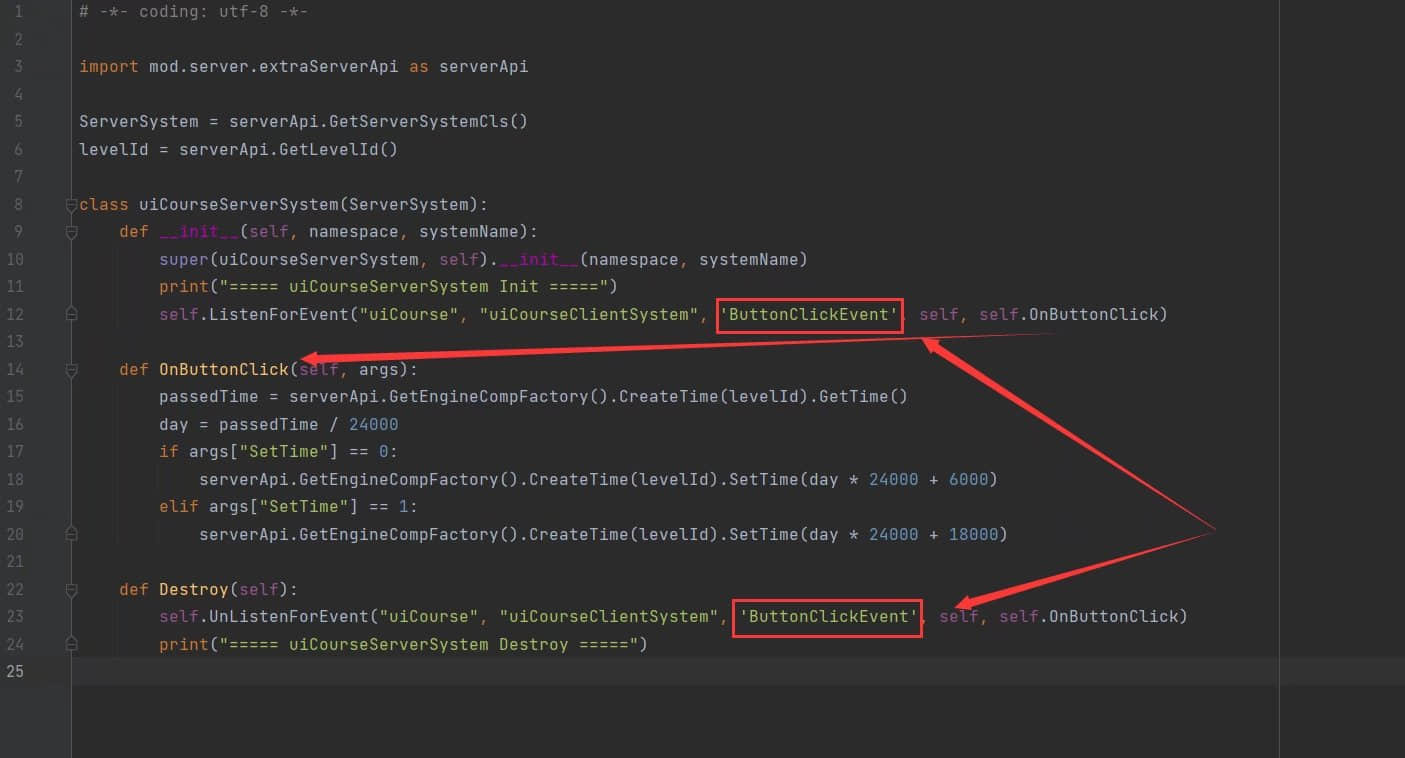 1 # -*- coding: utf-8 -*-
2
3 import mod.server.extraServerApi as serverApi
4
5 ServerSystem = serverApi.GetServerSystemCls()
6 levelId = serverApi.GetLevelId()
7
8 class uiCourseServerSystem(ServerSystem):
9     def __init__(self, namespace, systemName):
10         super(uiCourseServerSystem, self).__init__(namespace, systemName)
11         print("===== uiCourseServerSystem Init =====")
12         self.ListenForEvent("uiCourse", "uiCourseClientSystem", 'ButtonClickEvent', self, self.OnButtonClick)
13
14     def OnButtonClick(self, args):
15         passedTime = serverApi.GetEngineCompFactory().CreateTime(levelId).GetTime()
16         day = passedTime / 24000
17         if args["SetTime"] == 0:
18             serverApi.GetEngineCompFactory().CreateTime(levelId).SetTime(day * 24000 + 6000)
19         elif args["SetTime"] == 1:
20             serverApi.GetEngineCompFactory().CreateTime(levelId).SetTime(day * 24000 + 18000)
21
22     def Destroy(self):
23         self.UnListenForEvent("uiCourse", "uiCourseClientSystem", 'ButtonClickEvent', self, self.OnButtonClick)
24         print("===== uiCourseServerSystem Destroy =====")
25